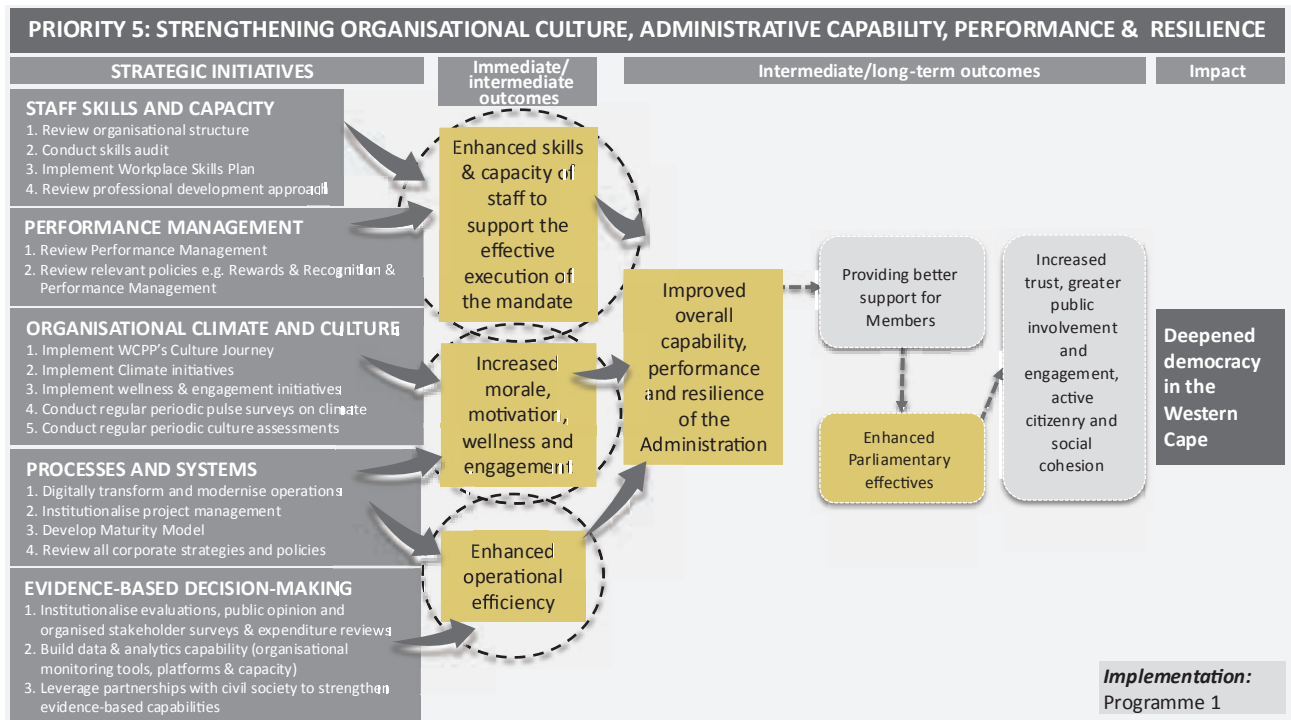 PRIORITY 5: STRENGTHENING ORGANISATIONAL CULTURE, ADMINISTRATIVE CAPABILITY, PERFORMANCE & RESILIENCE
STRATEGIC INITIATIVES
Immediate/
intermediate
outcomes
Intermediate/long-term outcomes
Impact
STAFF SKILLS AND CAPACITY
1. Review organisational structure
2. Conduct skills audit
3. Implement Workplace Skills Plan
4. Review professional development approach
PERFORMANCE MANAGEMENT
1. Review Performance Management
2. Review relevant policies e.g. Rewards & Recognition &
Performance Management
ORGANISATIONAL CLIMATE AND CULTURE
1. Implement WCPP's Culture Journey
2. Implement Climate initiatives
3. Implement wellness & engagement initiatives
4. Conduct regular periodic pulse surveys on climate
5. Conduct regular periodic culture assessments
PROCESSES AND SYSTEMS
1. Digitally transform and modernise operations
2. Institutionalise project management
3. Develop Maturity Model
4. Review all corporate strategies and policies
EVIDENCE-BASED DECISION-MAKING
1. Institutionalise evaluations, public opinion and
organised stakeholder surveys & expenditure reviews
2. Build data & analytics capability (organisational
monitoring tools, platforms & capacity)
3. Leverage partnerships with civil society to strengthen
evidence-based capabilities
Enhanced skills
& capacity of
staff to
support the
effective
execution of
the mandate
Increased
morale,
motivation,
wellness and
engagement
Enhanced
operational
efficiency
Improved
overall
capability,
performance
and resilience
of the
Administration
Providing better
support for
Members
Enhanced
Parliamentary
effectives
Increased
trust, greater
public
involvement
and
engagement,
active
citizenry and
social
cohesion
Deepened
democracy
in the
Western
Cape
Implementation:
Programme 1